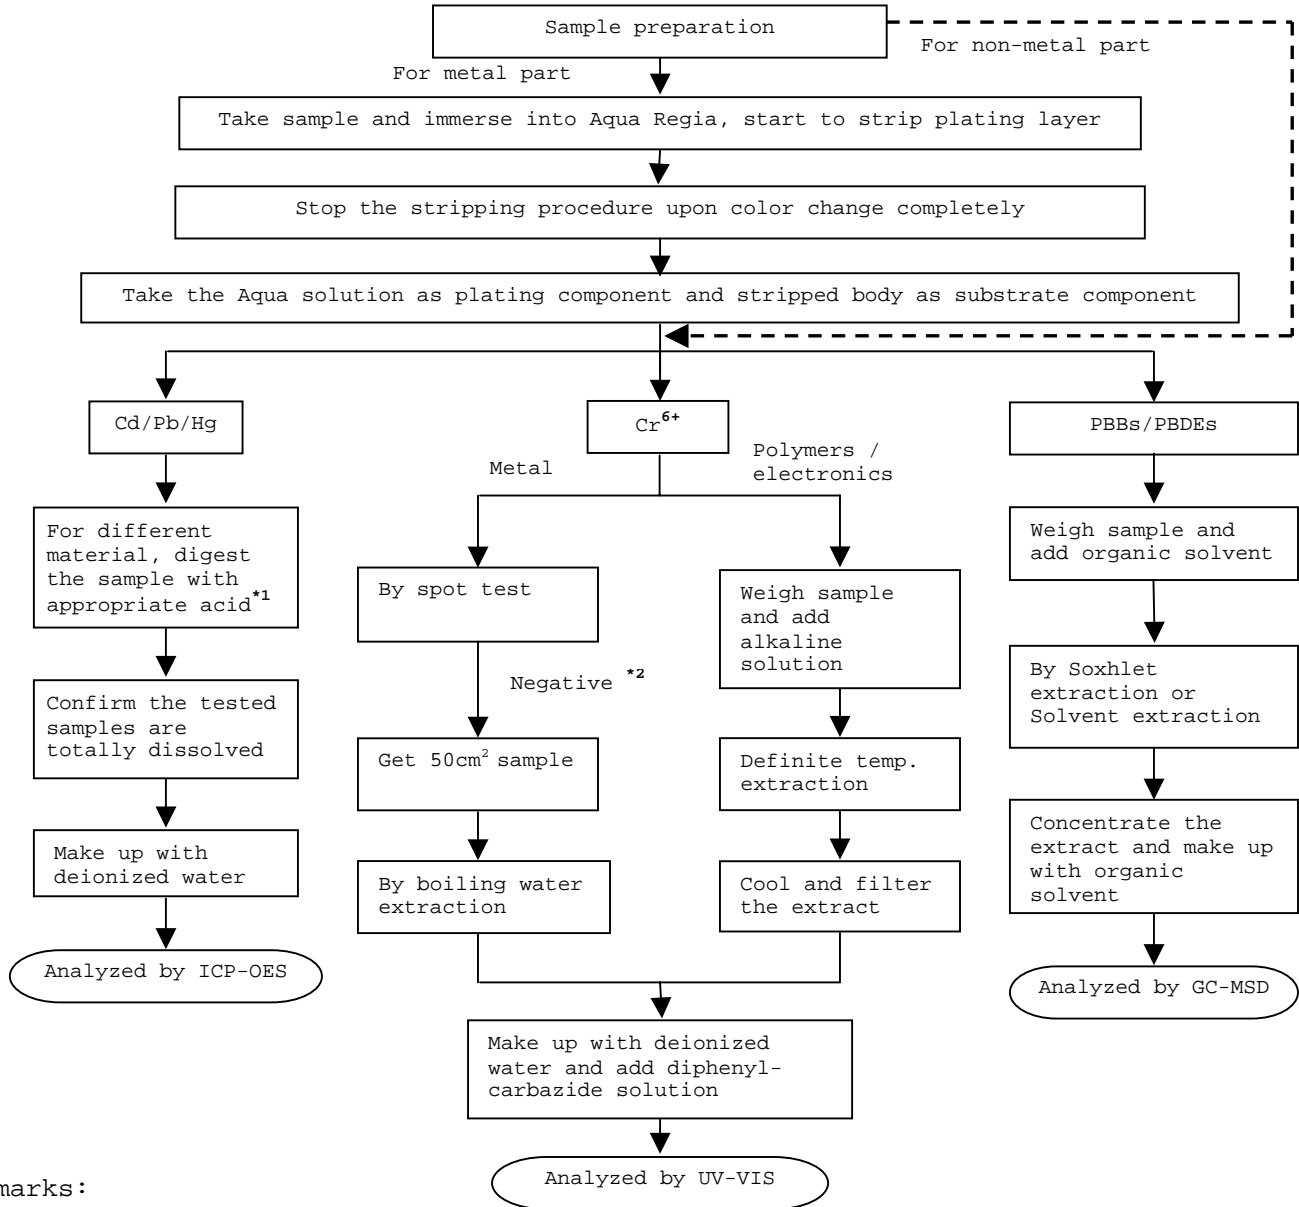 Sample preparation
For non-metal part
For metal part
Take sample and immerse into Aqua Regia, start to strip plating layer
Stop the stripping procedure upon color change completely
Take the Aqua solution as plating component and stripped body as substrate component
Cd/Pb/Hg
Cr⁶⁺
PBBs/PBDEs
Metal
Polymers /
electronics
For different
material, digest
the sample with
appropriate acid*1
By spot test
Weigh sample
and add
alkaline
solution
Weigh sample and
add organic solvent
Negative *2
Confirm the tested
samples are
totally dissolved
Get 50cm² sample
Definite temp.
extraction
By Soxhlet
extraction or
Solvent extraction
Make up with
deionized water
By boiling water
extraction
Cool and filter
the extract
Concentrate the
extract and make up
with organic
solvent
Analyzed by ICP-OES
Analyzed by GC-MSD
Make up with deionized
water and add diphenyl-
carbazide solution
Analyzed by UV-VIS
marks: